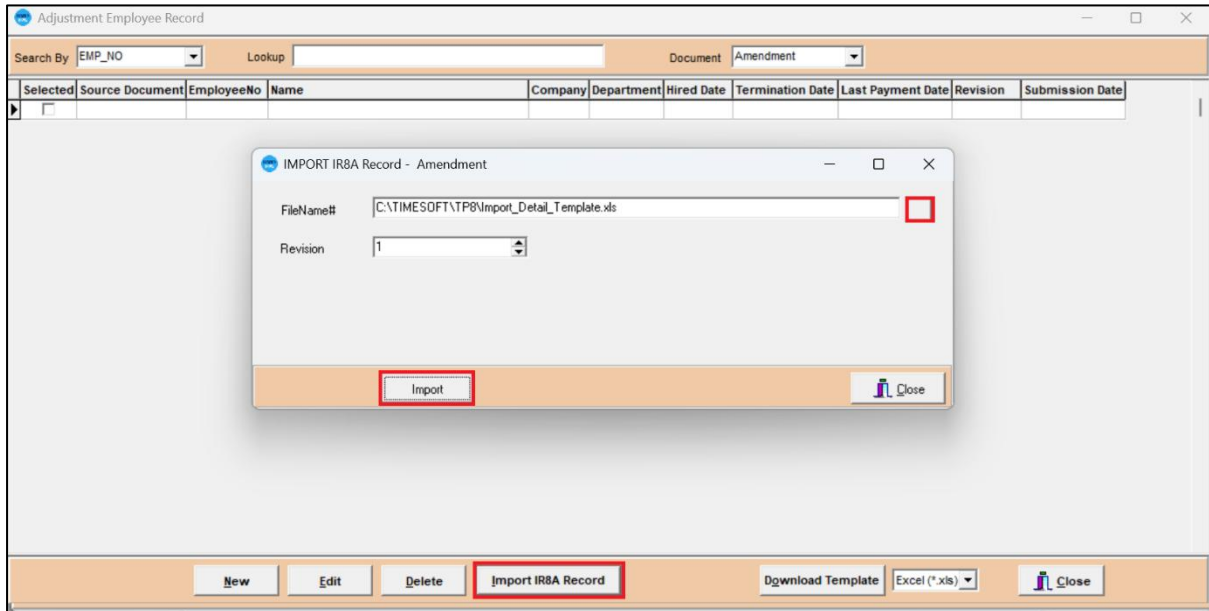 Adjustment Employee Record
Search By EMP_NO Lookup Document Amendment
Selected Source Document EmployeeNo Name Company Department Hired Date Termination Date Last Payment Date Revision Submission Date
IMPORT IR8A Record - Amendment
FileName# C:\TIMESOFT\TP8\Import_Detail_Template.xls
Revision 1
Import Close
New Edit Delete Import IR8A Record Download Template Excel (*.xls) Close